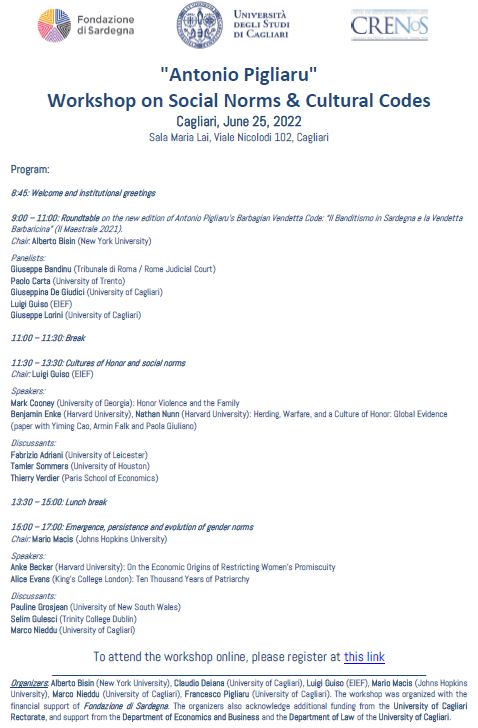 Fondazione
di Sardegna
UNIVERSITÀ
DEGLI STUDI
DI CAGLIARI
CRENoS
"Antonio Pigliaru"
Workshop on Social Norms & Cultural Codes
Cagliari, June 25, 2022
Sala Maria Lai, Viale Nicolodi 102, Cagliari
Program:
8:45: Welcome and institutional greetings
9:00 – 11:00: Roundtable on the new edition of Antonio Pigliaru's Barbagian Vendetta Code: "Il Banditismo in Sardegna e la Vendetta
Barbaricina" (Il Maestrale 2021).
Chair: Alberto Bisin (New York University)
Panelists:
Giuseppe Bandinu (Tribunale di Roma / Rome Judicial Court)
Paolo Carta (University of Trento)
Giuseppina De Giudici (University of Cagliari)
Luigi Guiso (EIEF)
Giuseppe Lorini (University of Cagliari)
11:00 – 11:30: Break
11:30 – 13:30: Cultures of Honor and social norms
Chair: Luigi Guiso (EIEF)
Speakers:
Mark Cooney (University of Georgia): Honor Violence and the Family
Benjamin Enke (Harvard University), Nathan Nunn (Harvard University): Herding, Warfare, and a Culture of Honor: Global Evidence
(paper with Yiming Cao, Armin Falk and Paola Giuliano)
Discussants:
Fabrizio Adriani (University of Leicester)
Tamler Sommers (University of Houston)
Thierry Verdier (Paris School of Economics)
13:30 – 15:00: Lunch break
15:00 – 17:00: Emergence, persistence and evolution of gender norms
Chair: Mario Macis (Johns Hopkins University)
Speakers:
Anke Becker (Harvard University): On the Economic Origins of Restricting Women's Promiscuity
Alice Evans (King's College London): Ten Thousand Years of Patriarchy
Discussants:
Pauline Grosjean (University of New South Wales)
Selim Gulesci (Trinity College Dublin)
Marco Nieddu (University of Cagliari)
To attend the workshop online, please register at this link
Organizers: Alberto Bisin (New York University), Claudio Deiana (University of Cagliari), Luigi Guiso (EIEF), Mario Macis (Johns Hopkins
University), Marco Nieddu (University of Cagliari), Francesco Pigliaru (University of Cagliari). The workshop was organized with the
financial support of Fondazione di Sardegna. The organizers also acknowledge additional funding from the University of Cagliari
Rectorate, and support from the Department of Economics and Business and the Department of Law of the University of Cagliari.